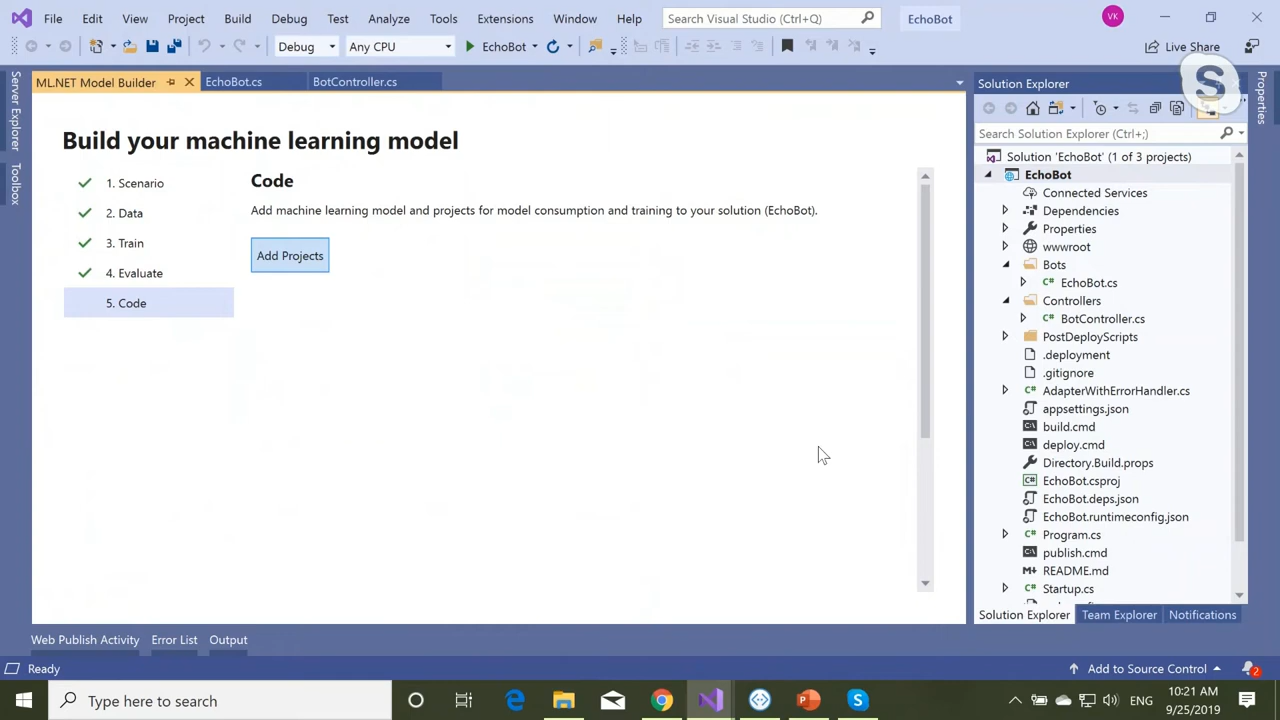 File Edit View Project Build Debug Test Analyze Tools Extensions Window Help Search Visual Studio (Ctrl+Q) EchoBot VK
Debug Any CPU EchoBot Live Share
Server Explorer
Toolbox
ML.NET Model Builder EchoBot.cs BotController.cs
Build your machine learning model
1. Scenario
2. Data
3. Train
4. Evaluate
5. Code
Code
Add machine learning model and projects for model consumption and training to your solution (EchoBot).
Add Projects
Solution Explorer
S
Properties
Search Solution Explorer (Ctrl+;)
Solution 'EchoBot' (1 of 3 projects)
EchoBot
Connected Services
Dependencies
Properties
wwwroot
Bots
C# EchoBot.cs
Controllers
C# BotController.cs
PostDeployScripts
.deployment
.gitignore
C# AdapterWithErrorHandler.cs
appsettings.json
build.cmd
deploy.cmd
Directory.Build.props
EchoBot.csproj
EchoBot.deps.json
EchoBot.runtimeconfig.json
C# Program.cs
publish.cmd
README.md
C# Startup.cs
Solution Explorer Team Explorer Notifications
Web Publish Activity Error List Output
Ready Add to Source Control 2
Type here to search
ENG
10:21 AM
9/25/2019